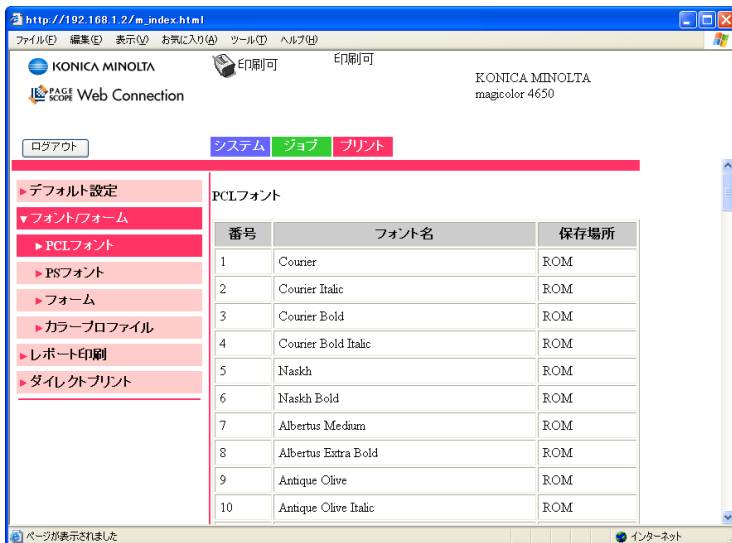 http://192.168.1.2/m_index.html
ファイル(F) 編集(E) 表示(V) お気に入り(A) ツール(T) ヘルプ(H)
KONICA MINOLTA
印刷可
印刷可
KONICA MINOLTA
magicolor 4650
PAGE SCOPE Web Connection
ログアウト
システム ジョブ プリント
デフォルト設定
フォント/フォーム
PCLフォント
PSフォント
フォーム
カラープロファイル
レポート印刷
ダイレクトプリント
PCLフォント
番号 フォント名 保存場所
1 Courier ROM
2 Courier Italic ROM
3 Courier Bold ROM
4 Courier Bold Italic ROM
5 Naskh ROM
6 Naskh Bold ROM
7 Albertus Medium ROM
8 Albertus Extra Bold ROM
9 Antique Olive ROM
10 Antique Olive Italic ROM
ページが表示されました
インターネット